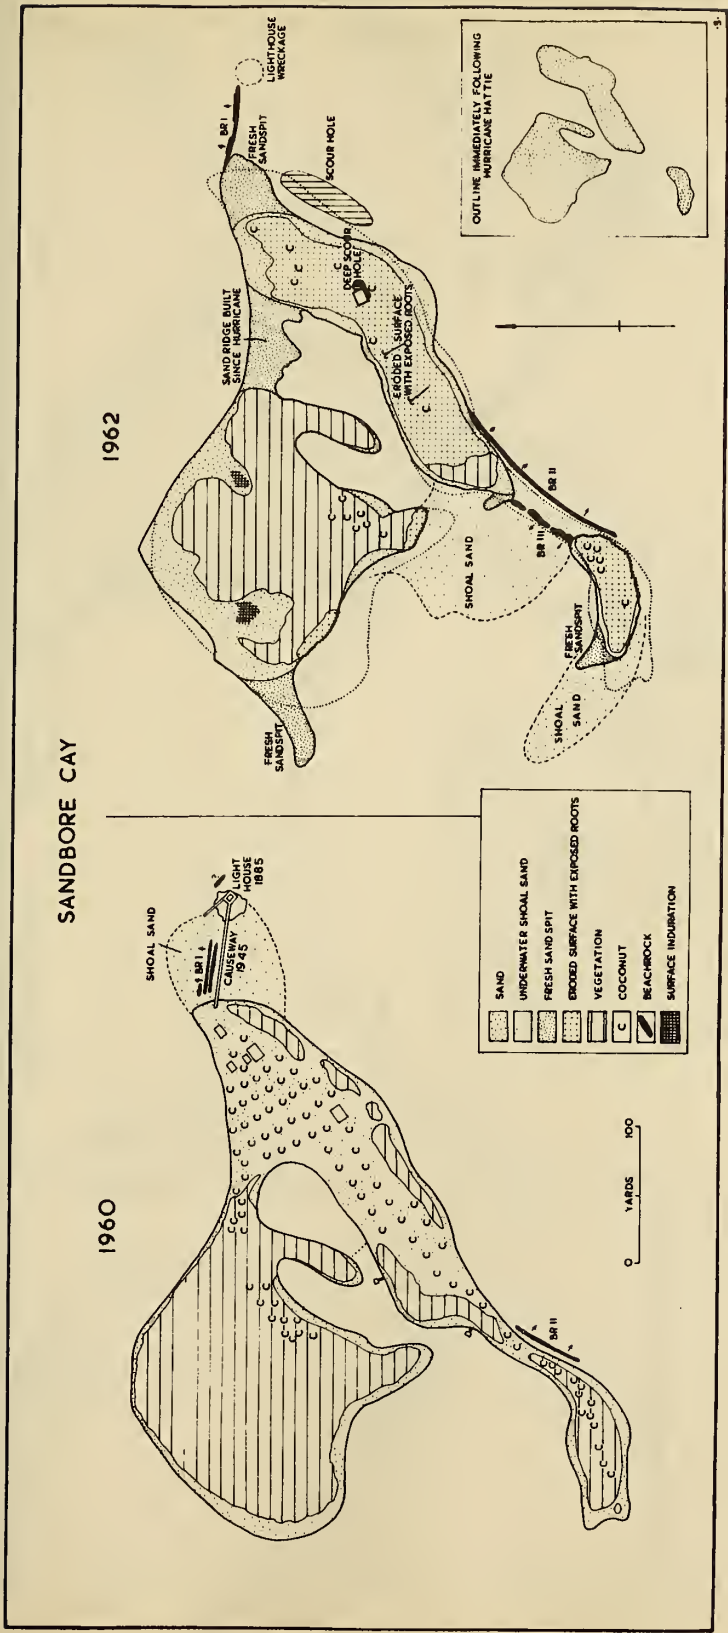 SANDBORE CAY
1960
SHOAL SAND
BR I
CAUSEWAY
1945
LIGHT
HOUSE
1885
?
C
BR II
0
YARDS
100
SAND
UNDERWATER SHOAL SAND
FRESH SAND SPIT
ERODED SURFACE WITH EXPOSED ROOTS
VEGETATION
C
COCONUT
BEACHROCK
SURFACE INDURATION
1962
SAND RIDGE BUILT
SINCE HURRICANE
BR I
LIGHTHOUSE
WRECKAGE
FRESH
SANDSPIT
SCOUR HOLE
DEEP SCOUR
HOLE
ERODED SURFACE
WITH EXPOSED ROOTS
C
FRESH
SANDSPIT
SHOAL SAND
BR III
BR II
FRESH
SANDSPIT
SHOAL
SAND
OUTLINE IMMEDIATELY FOLLOWING
HURRICANE HATTIE